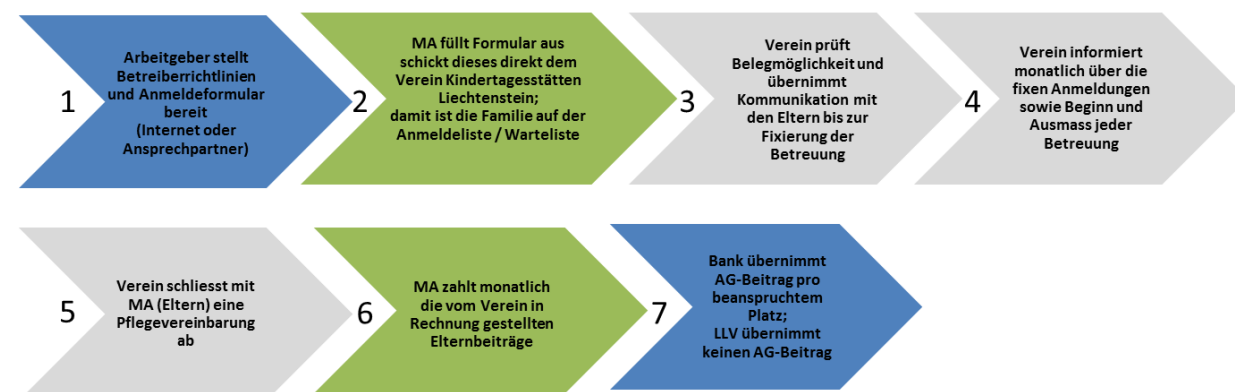 1
Arbeitgeber stellt
Betreiberrichtlinien
und Anmeldeformular
bereit
(Internet oder
Ansprechpartner)
2
MA füllt Formular aus
schickt dieses direkt dem
Verein Kindertagesstätten
Liechtenstein;
damit ist die Familie auf der
Anmeldeliste / Warteliste
3
Verein prüft
Belegmöglichkeit und
übernimmt
Kommunikation mit
den Eltern bis zur
Fixierung der
Betreuung
4
Verein informiert
monatlich über die
fixen Anmeldungen
sowie Beginn und
Ausmass jeder
Betreuung
5
Verein schliesst mit
MA (Eltern) eine
Pflegevereinbarung
ab
6
MA zahlt monatlich
die vom Verein in
Rechnung gestellten
Elternbeiträge
7
Bank übernimmt
AG-Beitrag pro
beanspruchtem
Platz;
LLV übernimmt
keinen AG-Beitrag